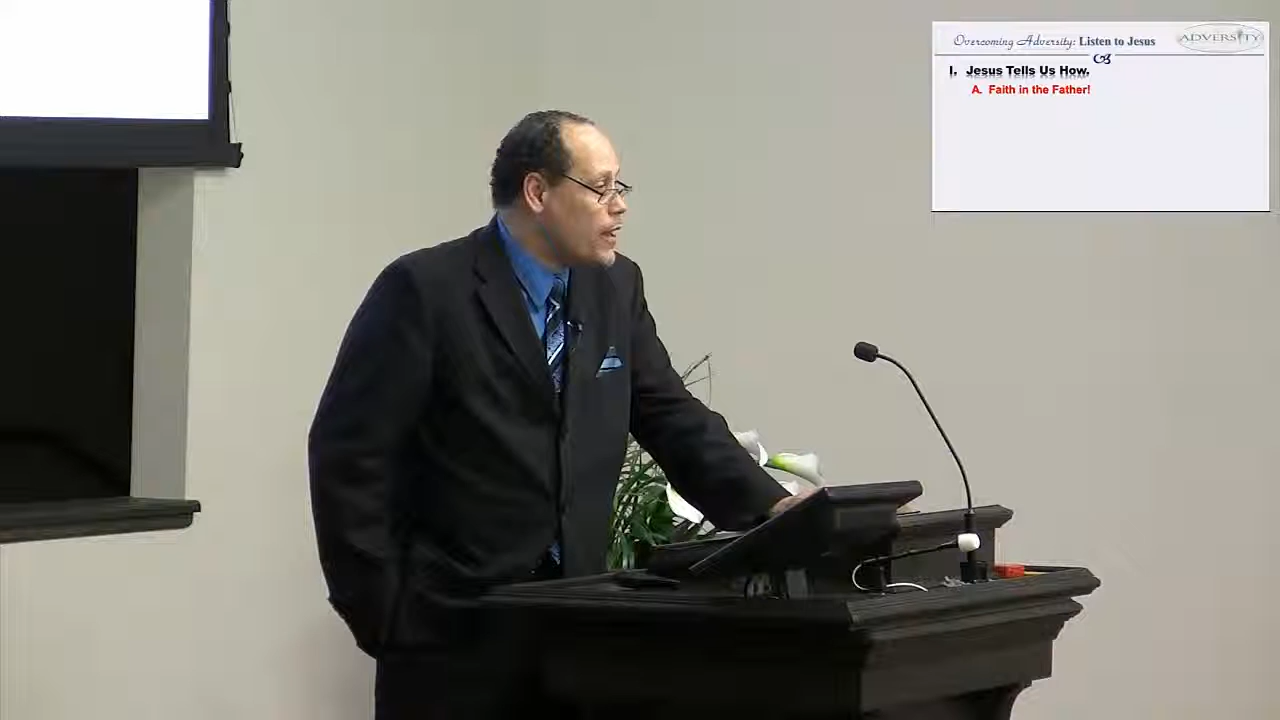 Overcoming Adversity: Listen to Jesus
ADVERSITY
I. Jesus Tells Us How.
A. Faith in the Father!